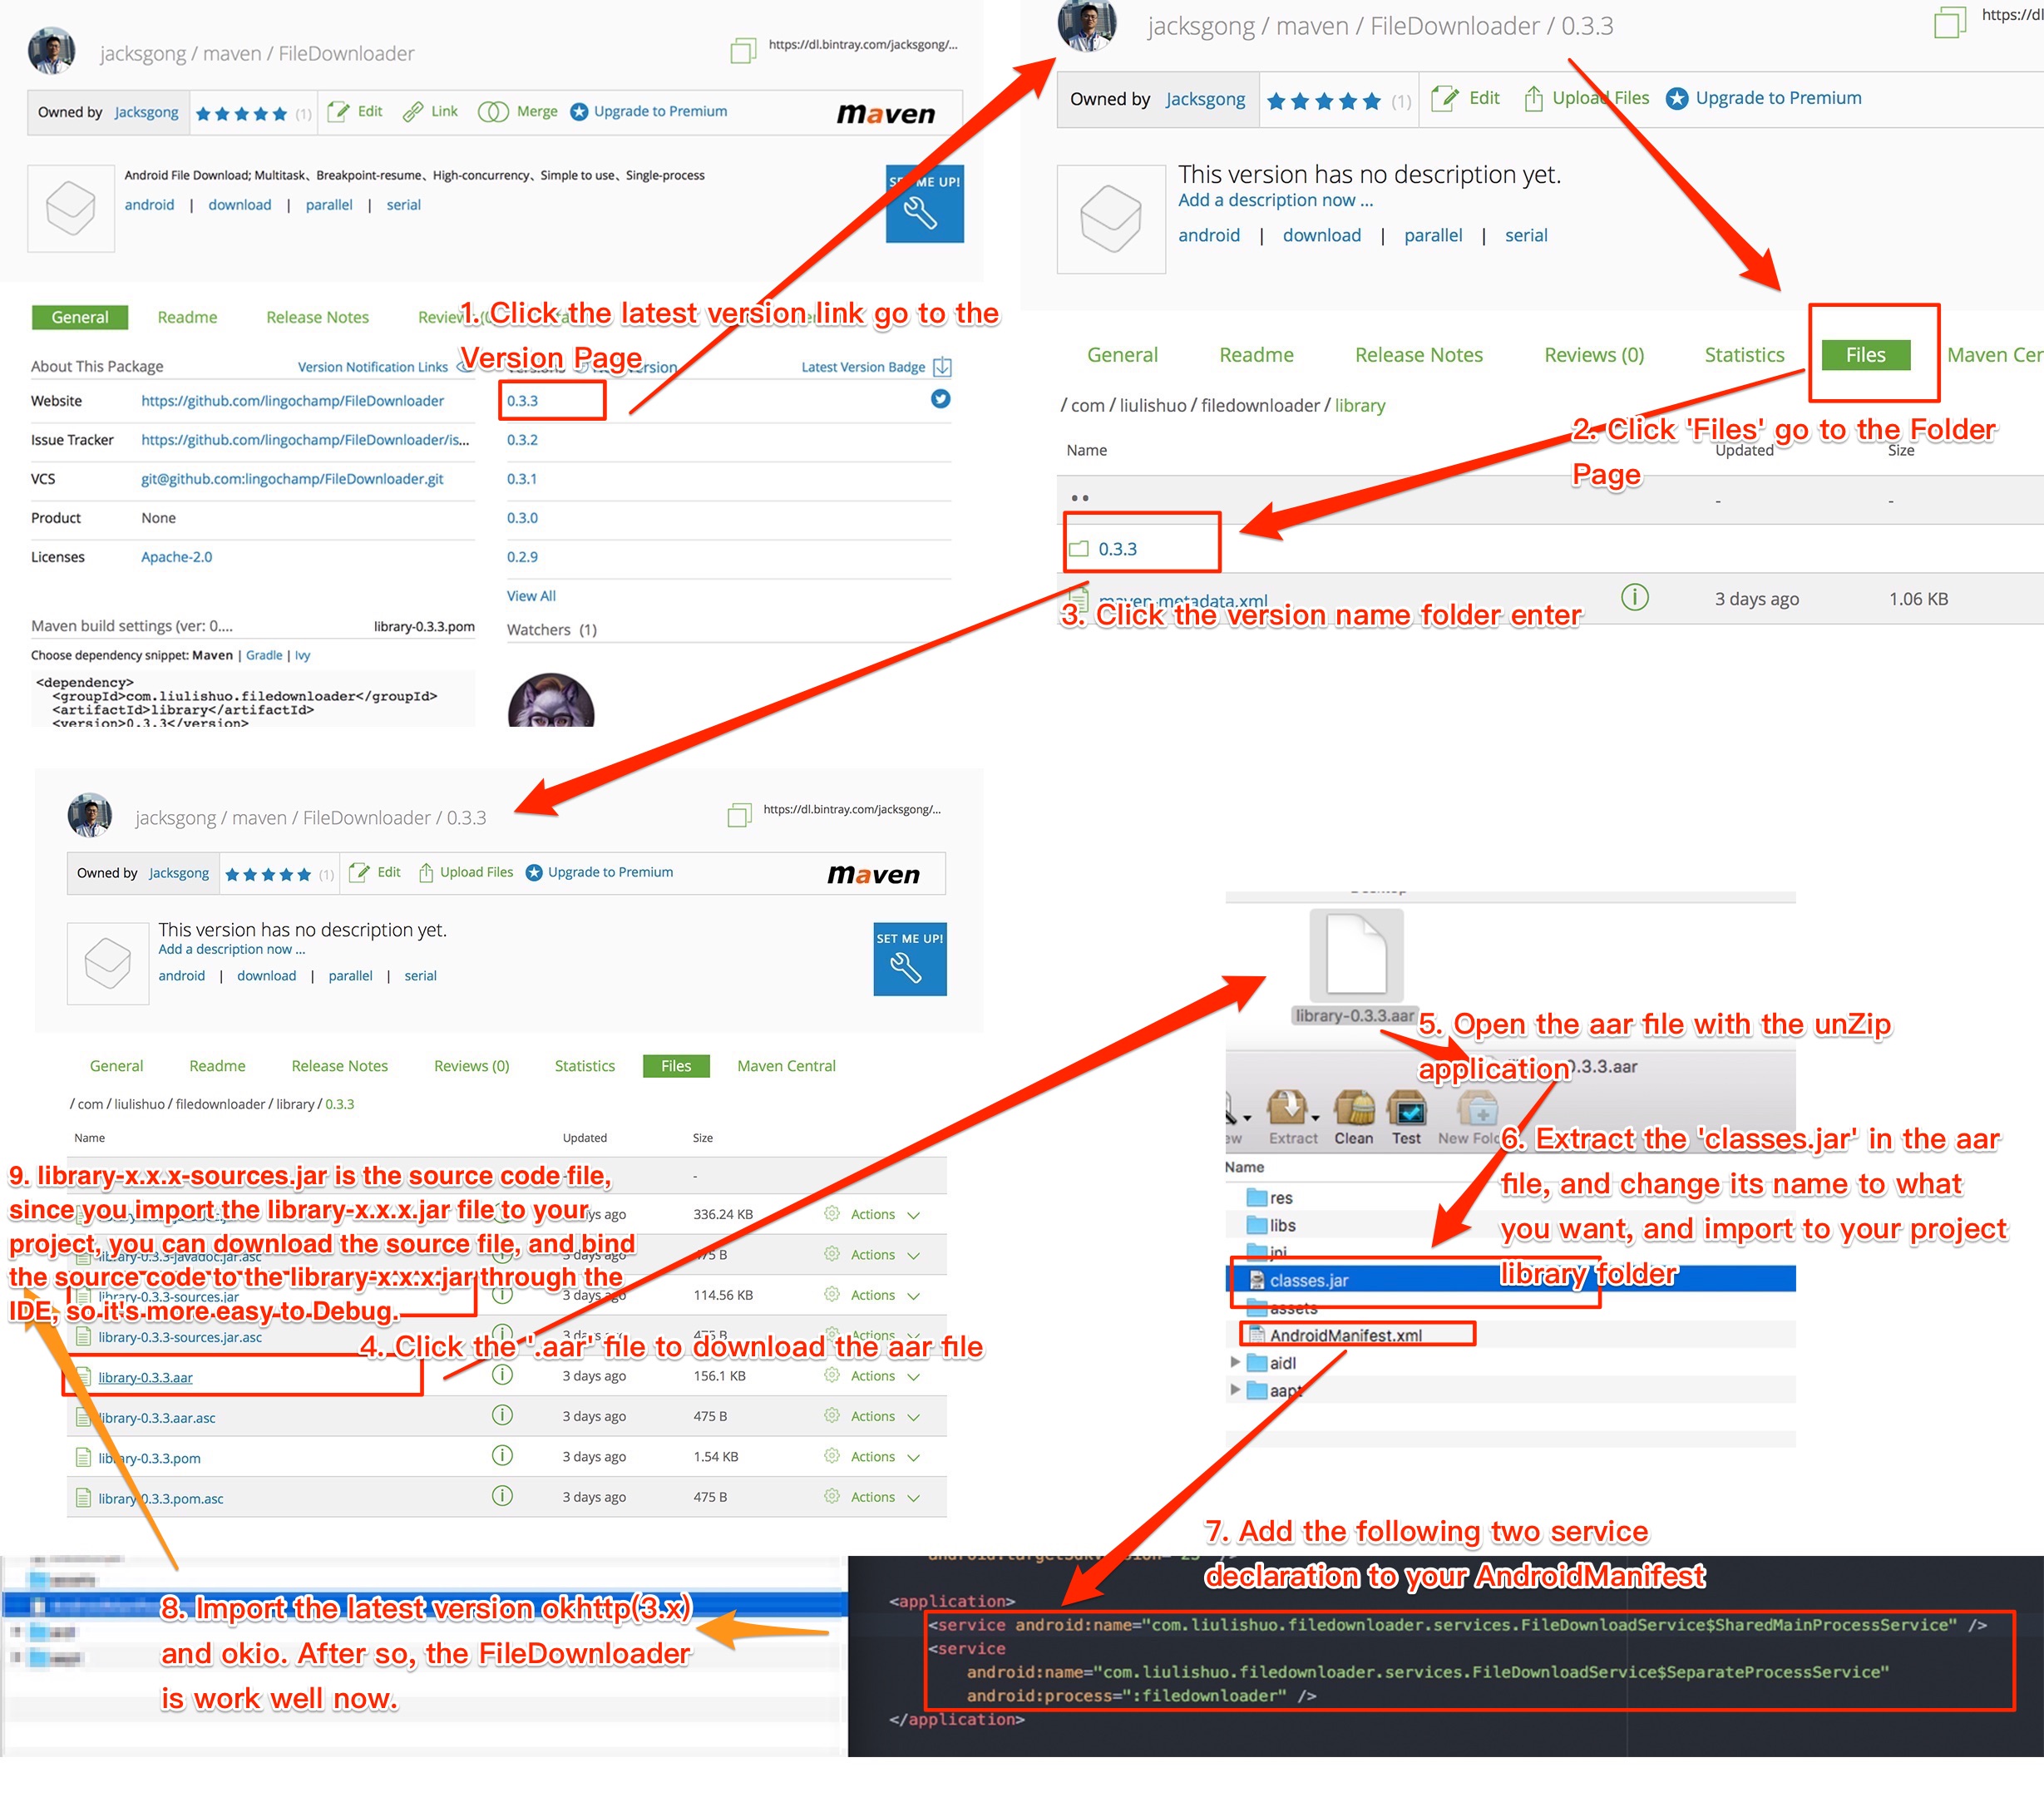 jacksgong / maven / FileDownloader
https://dl.bintray.com/jacksgong/...
Owned by Jacksgong (1) Edit Link Merge Upgrade to Premium maven
Android File Download; Multitask、Breakpoint-resume、High-concurrency、Simple to use、Single-process
android | download | parallel | serial
SET ME UP!
General Readme Release Notes
1. Click the latest version link go to the
Version Page
About This Package Version Notification Links
Latest Version Badge
Website https://github.com/lingochamp/FileDownloader
Issue Tracker https://github.com/lingochamp/FileDownloader/is...
VCS git@github.com:lingochamp/FileDownloader.git
Product None
Licenses Apache-2.0
0.3.3
0.3.2
0.3.1
0.3.0
0.2.9
View All
Watchers (1)
Maven build settings (ver: 0.... library-0.3.3.pom
Choose dependency snippet: Maven | Gradle | Ivy
<dependency>
<groupId>com.liulishuo.filedownloader</groupId>
<artifactId>library</artifactId>
<version>0.3.3</version>
jacksgong / maven / FileDownloader / 0.3.3
https://dl
Owned by Jacksgong (1) Edit Upload Files Upgrade to Premium
This version has no description yet.
Add a description now ...
android | download | parallel | serial
General Readme Release Notes Reviews (0) Statistics Files Maven Cer
/ com / liulishuo / filedownloader / library
2. Click 'Files' go to the Folder
Page
Name Updated Size
.. - -
0.3.3
maven-metadata.xml 3 days ago 1.06 KB
3. Click the version name folder enter
jacksgong / maven / FileDownloader / 0.3.3
https://dl.bintray.com/jacksgong/...
Owned by Jacksgong (1) Edit Upload Files Upgrade to Premium maven
This version has no description yet.
Add a description now ...
android | download | parallel | serial
SET ME UP!
General Readme Release Notes Reviews (0) Statistics Files Maven Central
/ com / liulishuo / filedownloader / library / 0.3.3
Name Updated Size
-
9. library-x.x.x-sources.jar is the source code file,
since you import the library-x.x.x.jar file to your
project, you can download the source file, and bind
the source code to the library-x.x.x.jar through the
IDE, so it's more easy to Debug.
days ago 336.24 KB Actions
library-0.3.3-javadoc.jar.asc 3 days ago Actions
library-0.3.3-sources.jar 3 days ago 114.56 KB Actions
library-0.3.3-sources.jar.asc 3 days ago 475 B Actions
4. Click the '.aar' file to download the aar file
library-0.3.3.aar 3 days ago 156.1 KB Actions
library-0.3.3.aar.asc 3 days ago 475 B Actions
library-0.3.3.pom 3 days ago 1.54 KB Actions
library-0.3.3.pom.asc 3 days ago 475 B Actions
library-0.3.3.aar
5. Open the aar file with the unZip
application
0.3.3.aar
Extract Clean Test New Fol
6. Extract the 'classes.jar' in the aar
file, and change its name to what
you want, and import to your project
library folder
Name
res
libs
jni
classes.jar
assets
AndroidManifest.xml
aidl
aapt
7. Add the following two service
declaration to your AndroidManifest
8. Import the latest version okhttp(3.x)
and okio. After so, the FileDownloader
is work well now.
<application>
<service android:name="com.liulishuo.filedownloader.services.FileDownloadService$SharedMainProcessService" />
<service
android:name="com.liulishuo.filedownloader.services.FileDownloadService$SeparateProcessService"
android:process=":filedownloader" />
</application>